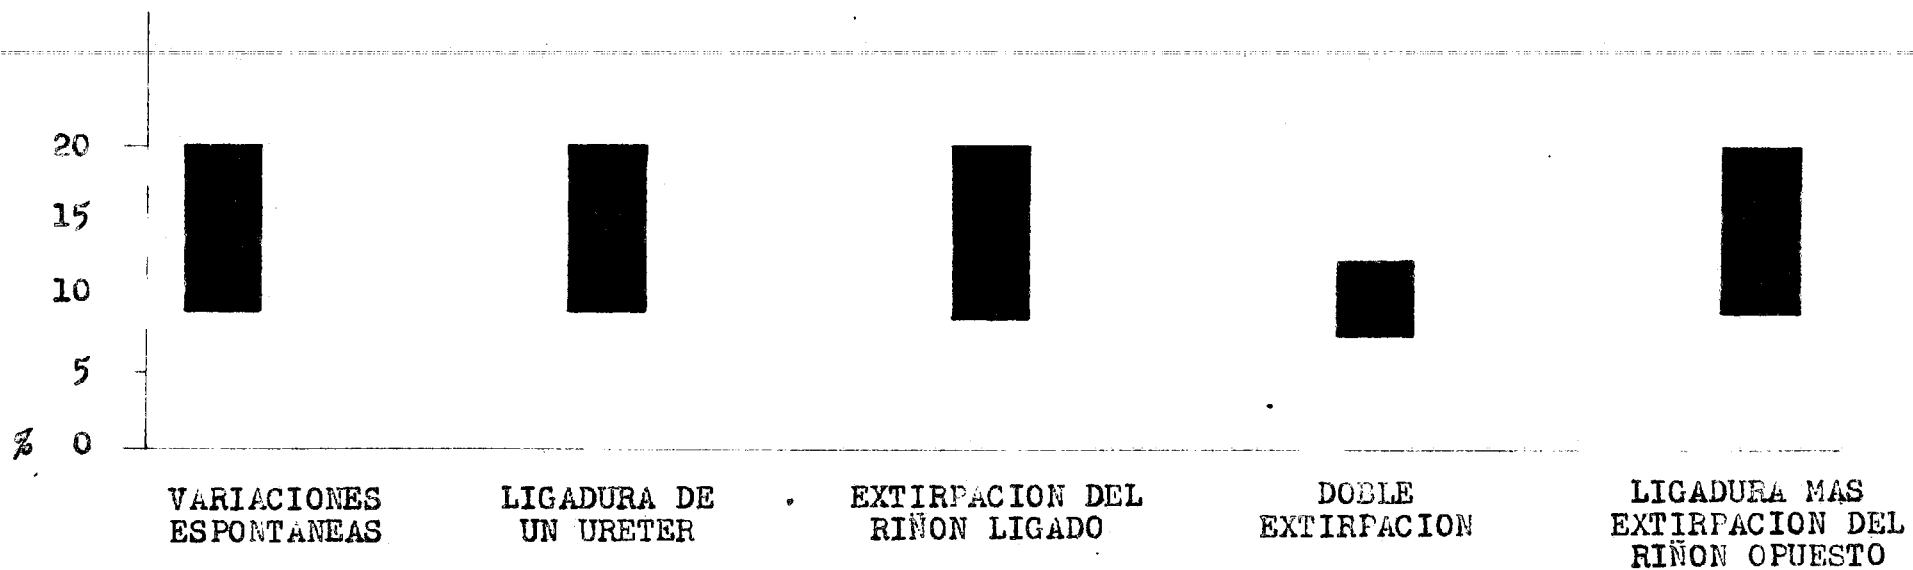 20
15
10
5
% 0
VARIACIONES
ESPONTANEAS
LIGADURA DE
UN URETER
EXTIRPACION DEL
RIÑON LIGADO
DOBLE
EXTIRPACION
LIGADURA MAS
EXTIRPACION DEL
RIÑON OPUESTO